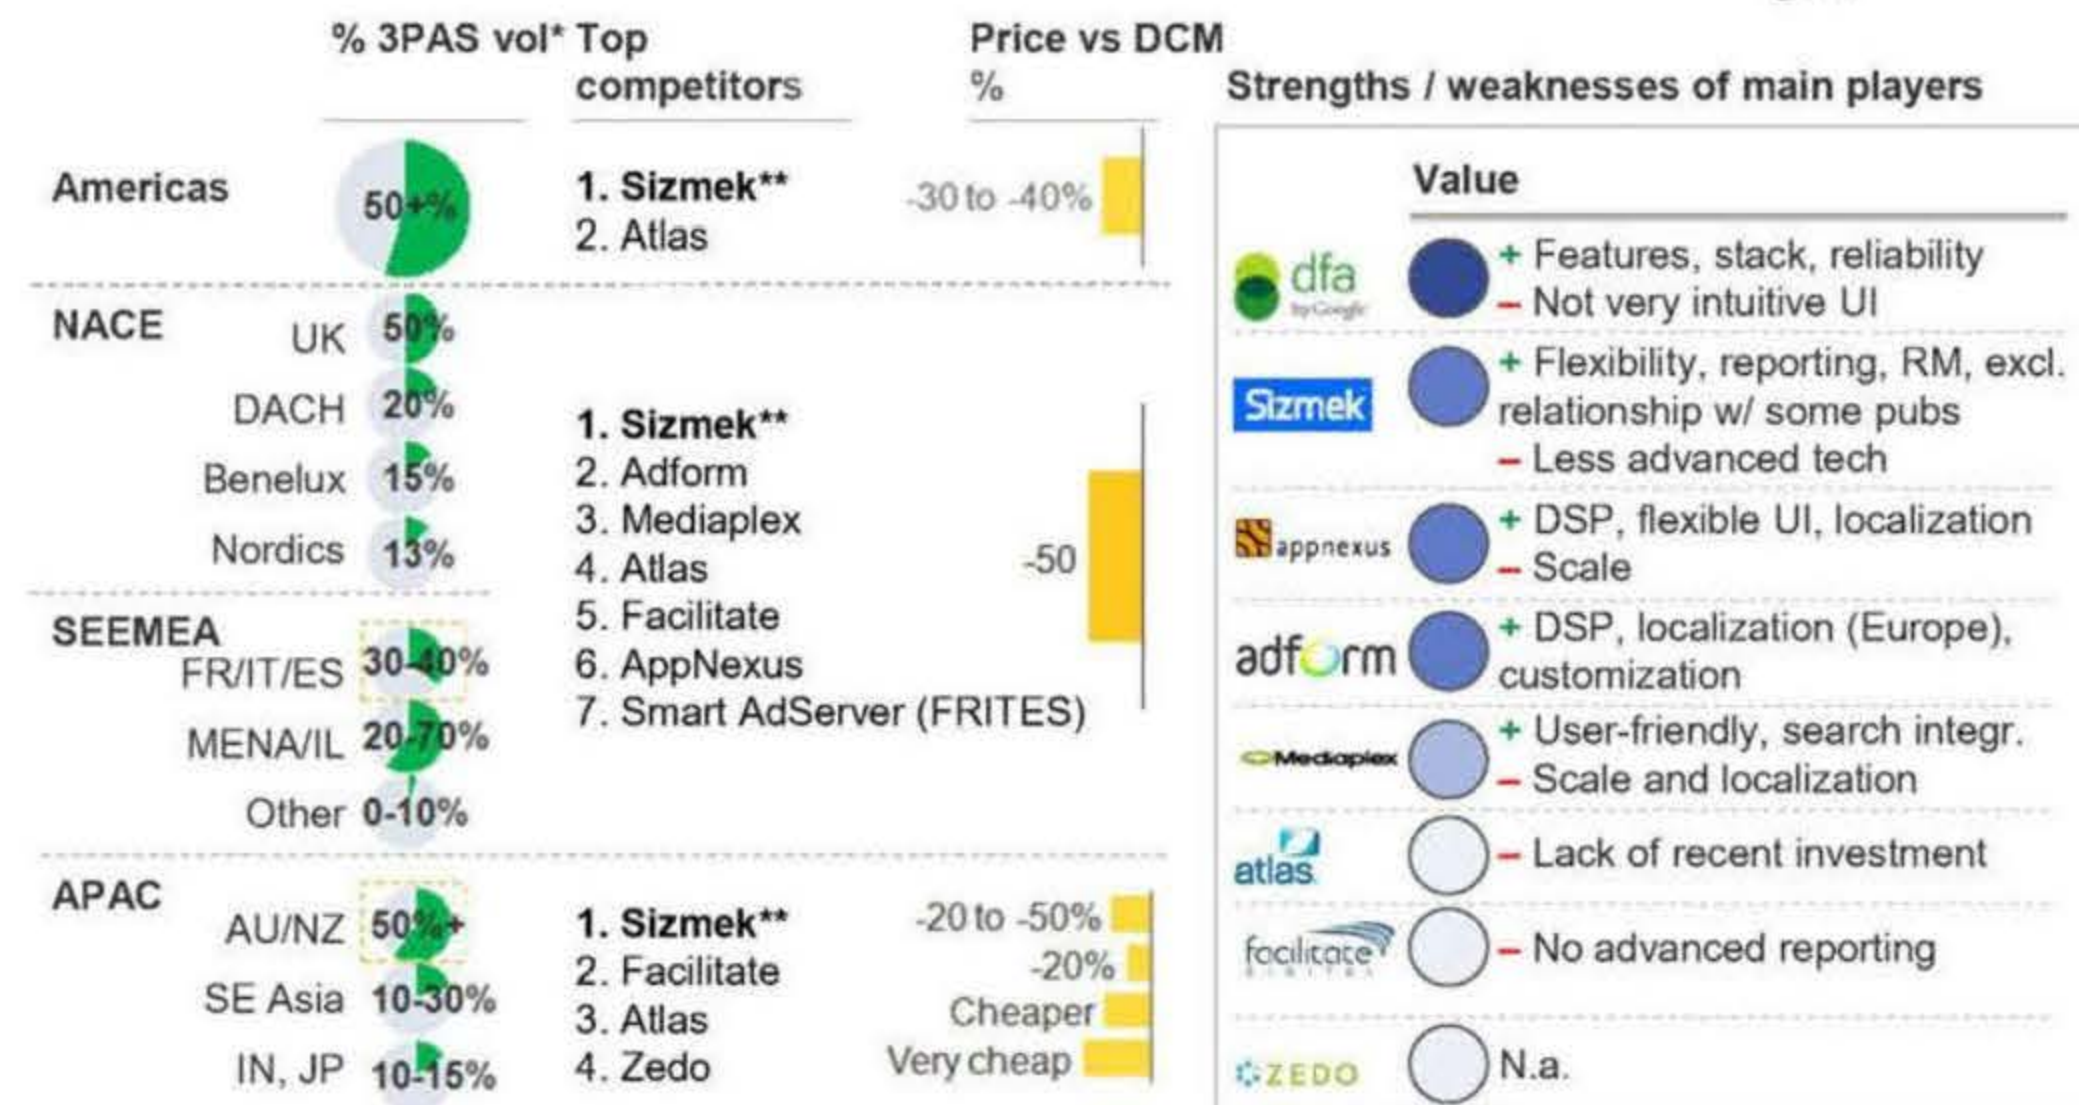 % 3PAS vol* Top
competitors
Price vs DCM
%
Strengths / weaknesses of main players
Americas
50+%
1. Sizmek**
2. Atlas
-30 to -40%
NACE
UK
50%
DACH
20%
Benelux
15%
Nordics
13%
SEEMEA
FR/IT/ES
30-40%
MENA/IL
20-70%
Other
0-10%
1. Sizmek**
2. Adform
3. Mediaplex
4. Atlas
5. Facilitate
6. AppNexus
7. Smart AdServer (FRITES)
-50
APAC
AU/NZ
50%+
SE Asia
10-30%
IN, JP
10-15%
1. Sizmek**
2. Facilitate
3. Atlas
4. Zedo
-20 to -50%
-20%
Cheaper
Very cheap
Value
dfa
by Google
+ Features, stack, reliability
– Not very intuitive UI
Sizmek
+ Flexibility, reporting, RM, excl.
relationship w/ some pubs
– Less advanced tech
appnexus
+ DSP, flexible UI, localization
– Scale
adform
+ DSP, localization (Europe),
customization
Mediaplex
+ User-friendly, search integr.
– Scale and localization
atlas
– Lack of recent investment
facilitate
DIGITAL
– No advanced reporting
ZEDO
N.a.